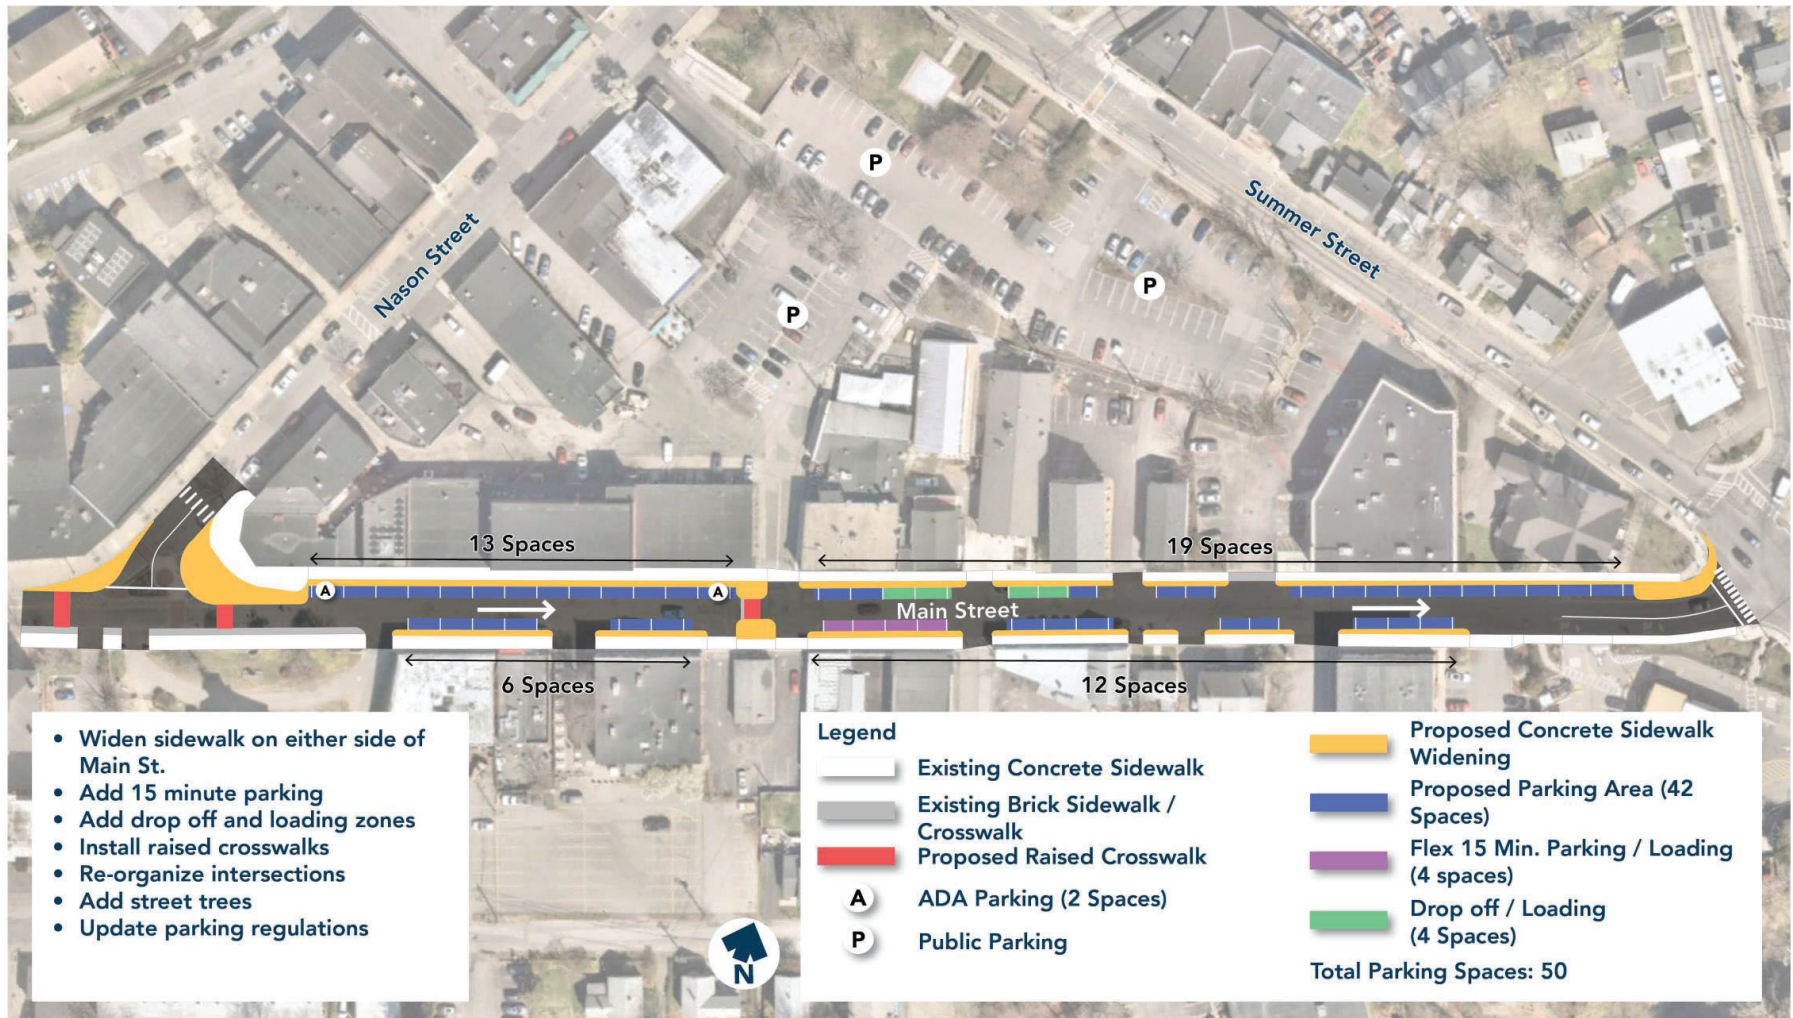 P
Summer Street
Nason Street
P
P
13 Spaces
19 Spaces
A
A
Main Street
6 Spaces
12 Spaces
• Widen sidewalk on either side of
Main St.
• Add 15 minute parking
• Add drop off and loading zones
• Install raised crosswalks
• Re-organize intersections
• Add street trees
• Update parking regulations
N
Legend
Existing Concrete Sidewalk
Existing Brick Sidewalk /
Crosswalk
Proposed Raised Crosswalk
A ADA Parking (2 Spaces)
P Public Parking
Proposed Concrete Sidewalk
Widening
Proposed Parking Area (42
Spaces)
Flex 15 Min. Parking / Loading
(4 spaces)
Drop off / Loading
(4 Spaces)
Total Parking Spaces: 50